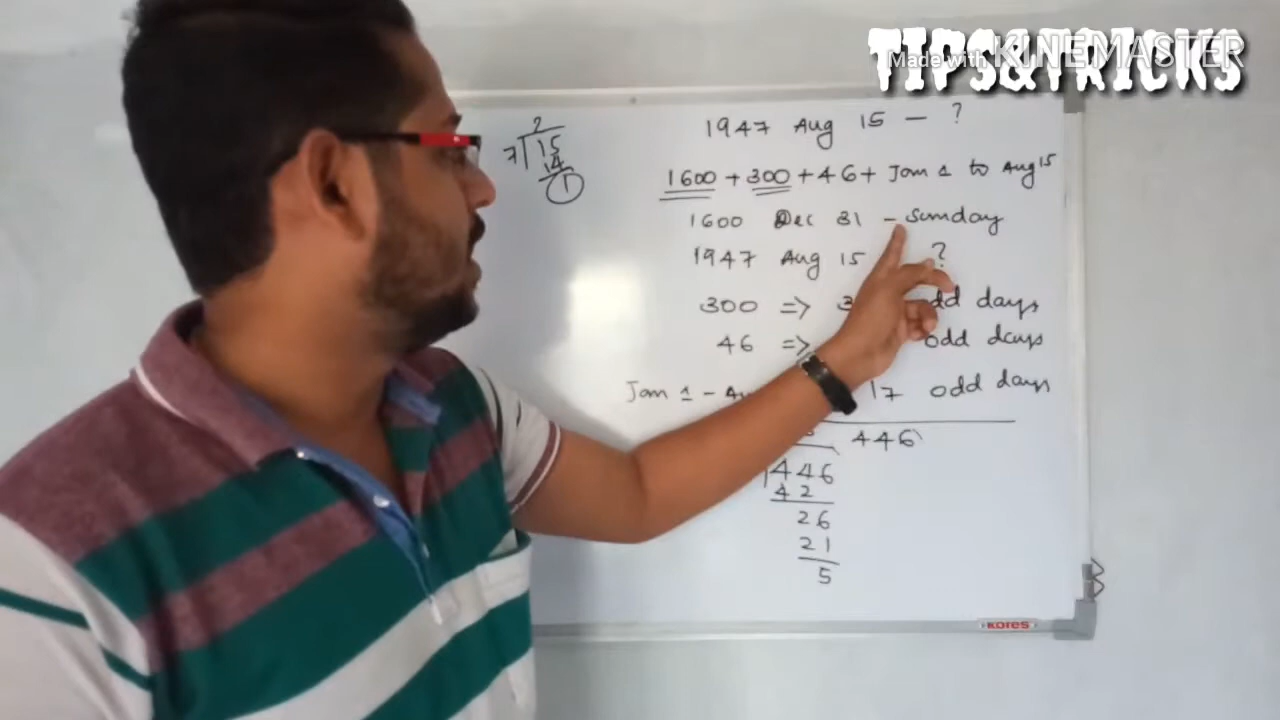 TIPS&TRICKS
Made with KINEMASTER
2
7 15
14
1
1947 Aug 15 — ?
1600 + 300 + 46 + Jan 1 to Aug 15
1600 Dec 31 - Sunday
1947 Aug 15 ?
300 => odd days
46 => odd days
Jan 1 - 17 odd days
446
446
42
26
21
5
KORES